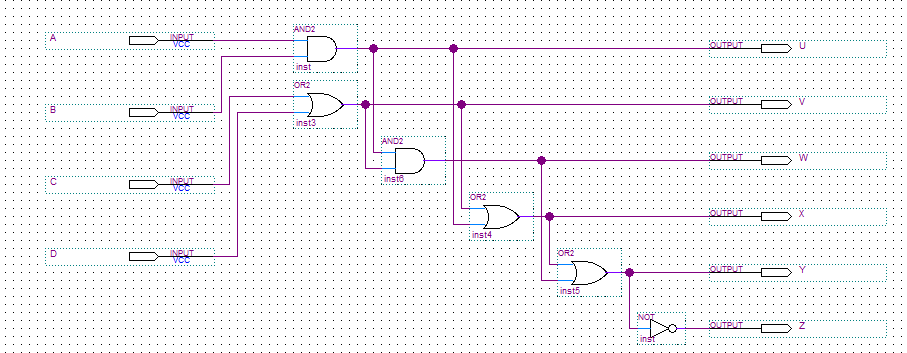 AND2
A INPUT VCC OUTPUT U
inst
OR2
B INPUT VCC OUTPUT V
inst3
AND2
OUTPUT W
C INPUT VCC inst6
OR2
OUTPUT X
inst4
D INPUT VCC OR2
OUTPUT Y
inst5
NOT
OUTPUT Z
inst